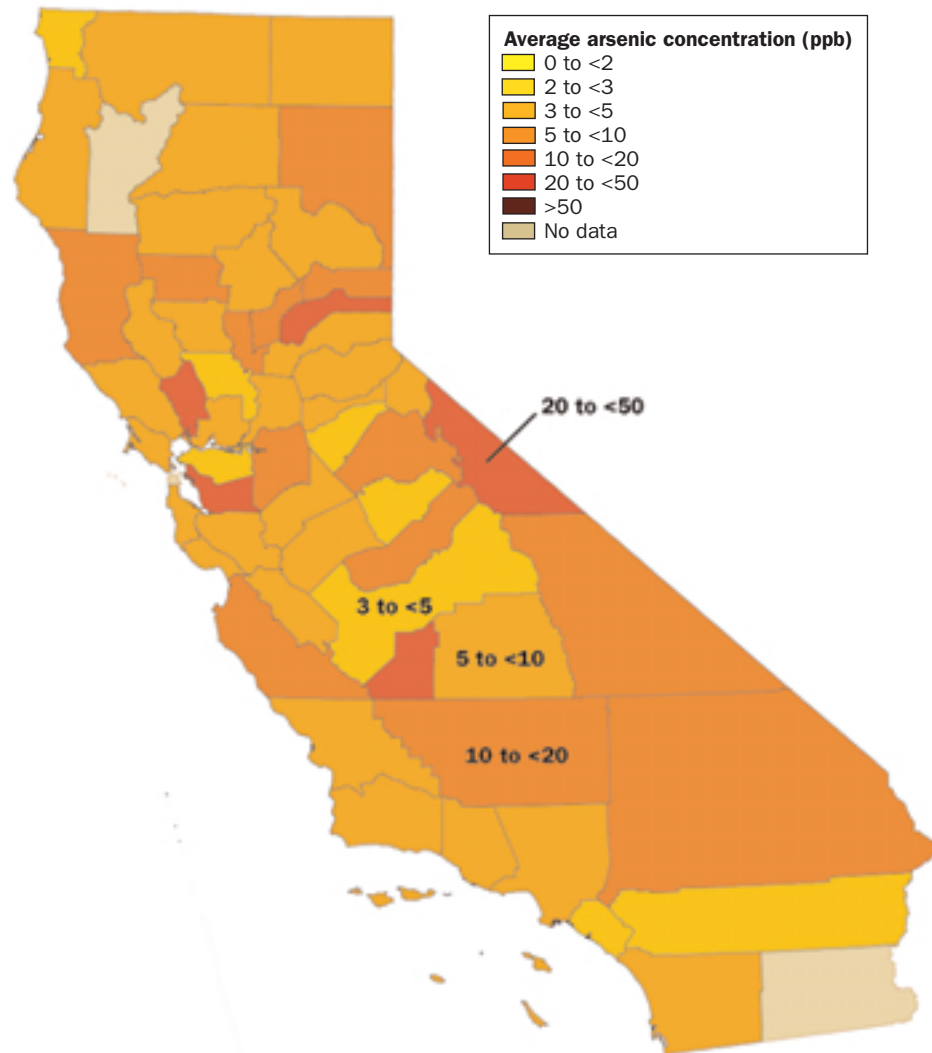 Average arsenic concentration (ppb)
0 to <2
2 to <3
3 to <5
5 to <10
10 to <20
20 to <50
>50
No data
20 to <50
3 to <5
5 to <10
10 to <20